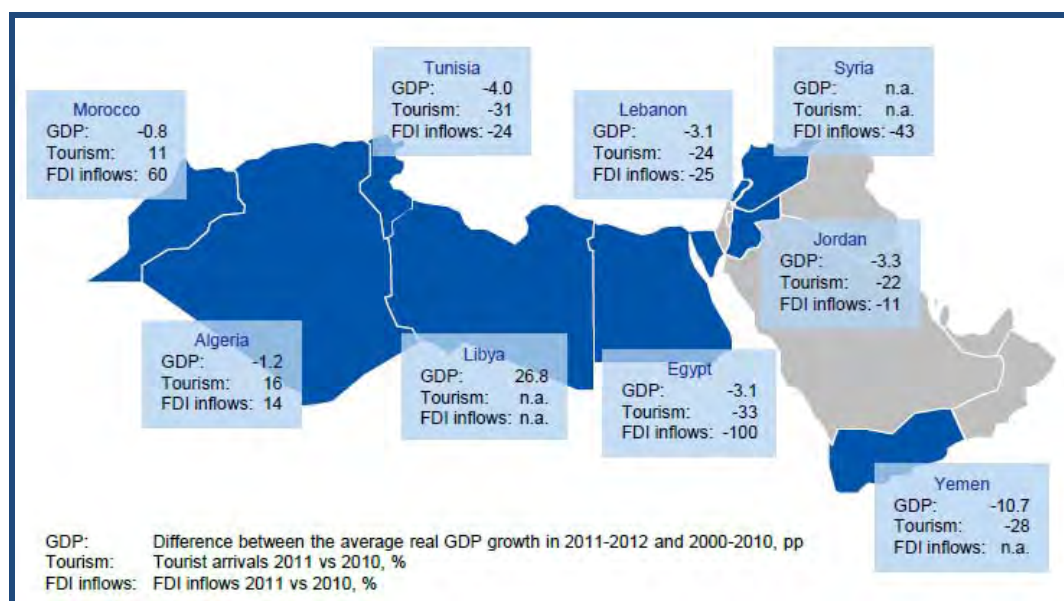 Tunisia
GDP: -4.0
Tourism: -31
FDI inflows: -24
Syria
GDP: n.a.
Tourism: n.a.
FDI inflows: -43
Morocco
GDP: -0.8
Tourism: 11
FDI inflows: 60
Lebanon
GDP: -3.1
Tourism: -24
FDI inflows: -25
Jordan
GDP: -3.3
Tourism: -22
FDI inflows: -11
Algeria
GDP: -1.2
Tourism: 16
FDI inflows: 14
Libya
GDP: 26.8
Tourism: n.a.
FDI inflows: n.a.
Egypt
GDP: -3.1
Tourism: -33
FDI inflows: -100
Yemen
GDP: -10.7
Tourism: -28
FDI inflows: n.a.
GDP: Difference between the average real GDP growth in 2011-2012 and 2000-2010, pp
Tourism: Tourist arrivals 2011 vs 2010, %
FDI inflows: FDI inflows 2011 vs 2010, %